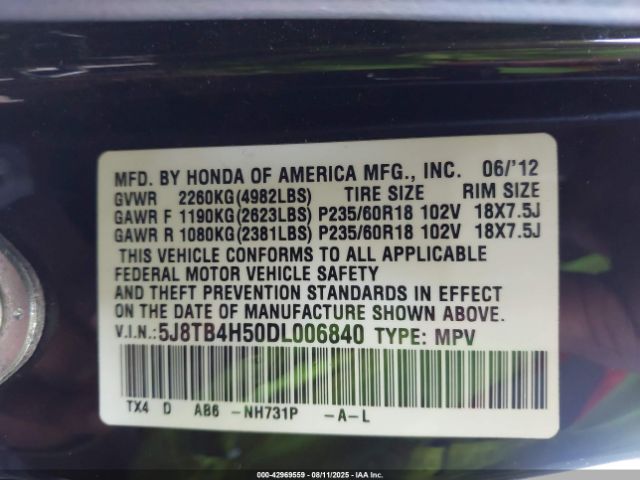 MFD. BY HONDA OF AMERICA MFG., INC. 06/'12
GVWR 2260KG(4982LBS) TIRE SIZE RIM SIZE
GAWR F 1190KG(2623LBS) P235/60R18 102V 18X7.5J
GAWR R 1080KG(2381LBS) P235/60R18 102V 18X7.5J
THIS VEHICLE CONFORMS TO ALL APPLICABLE
FEDERAL MOTOR VEHICLE SAFETY
AND THEFT PREVENTION STANDARDS IN EFFECT
ON THE DATE OF MANUFACTURE SHOWN ABOVE.
V.I.N.:5J8TB4H50DL006840 TYPE: MPV
TX4 D AB6 -NH731P -A-L
000-42969559 - 08/11/2025 - IAAI.com